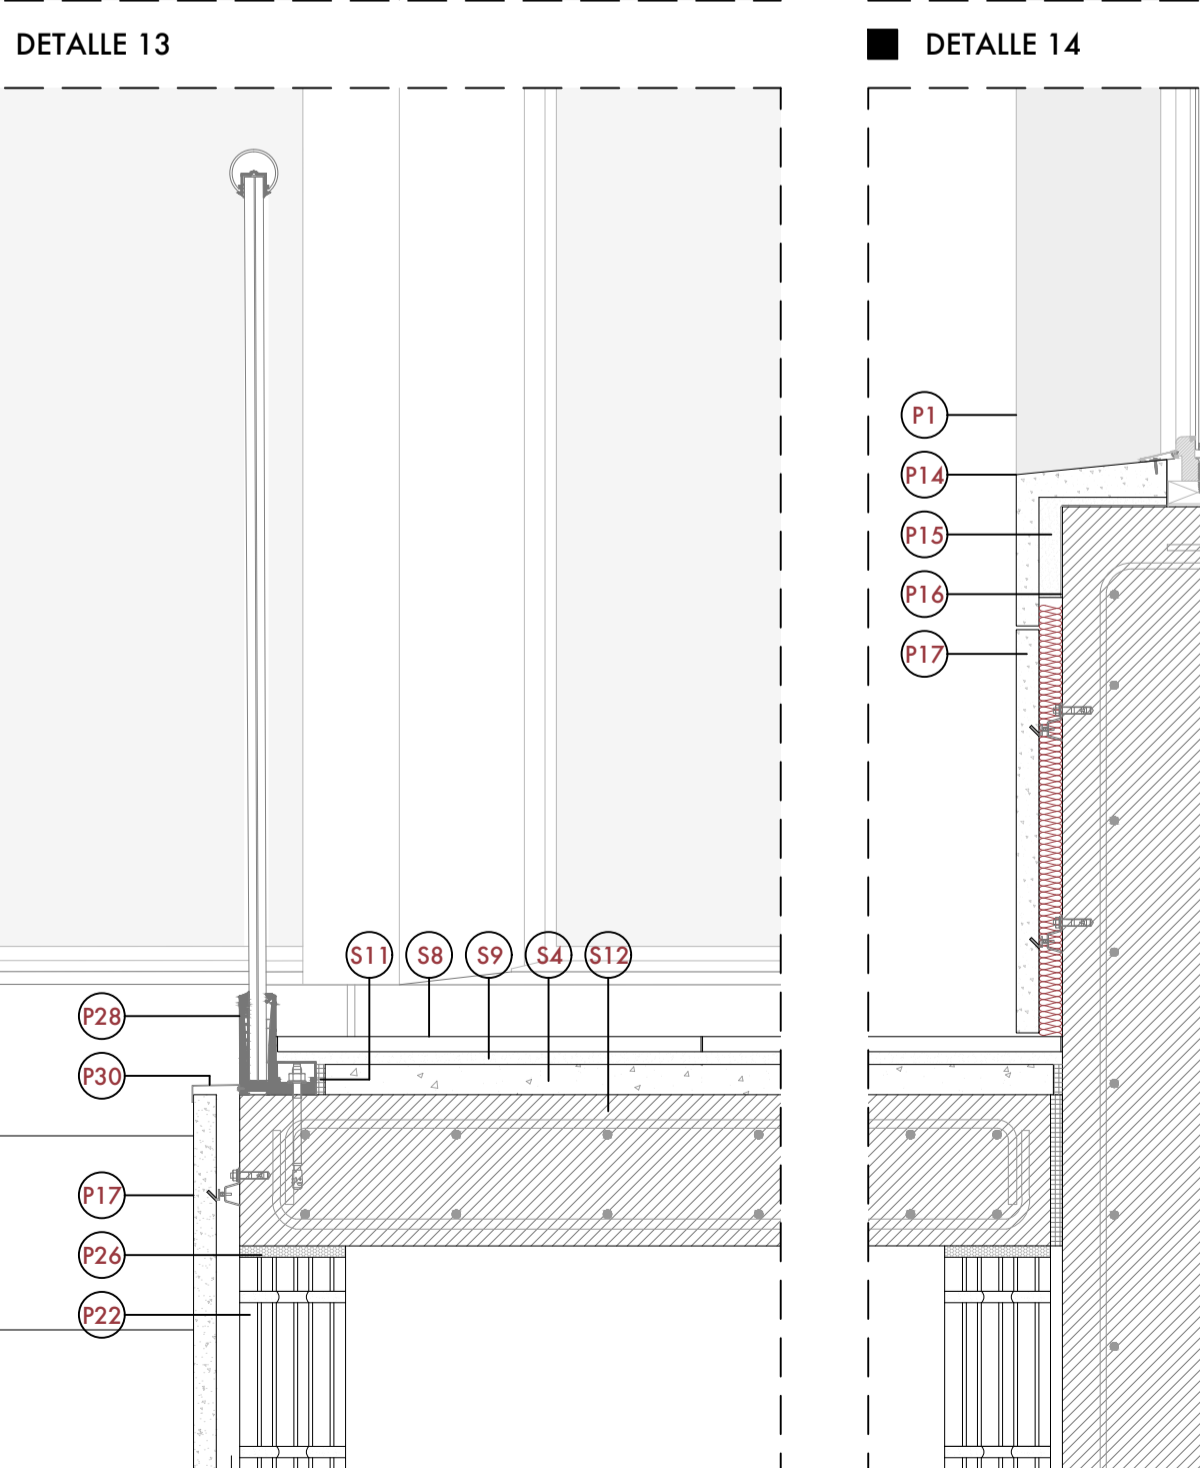 DETALLE 13
DETALLE 14
P1
P14
P15
P16
P17
S11 S8 S9 S4 S12
P28
P30
P17
P26
P22